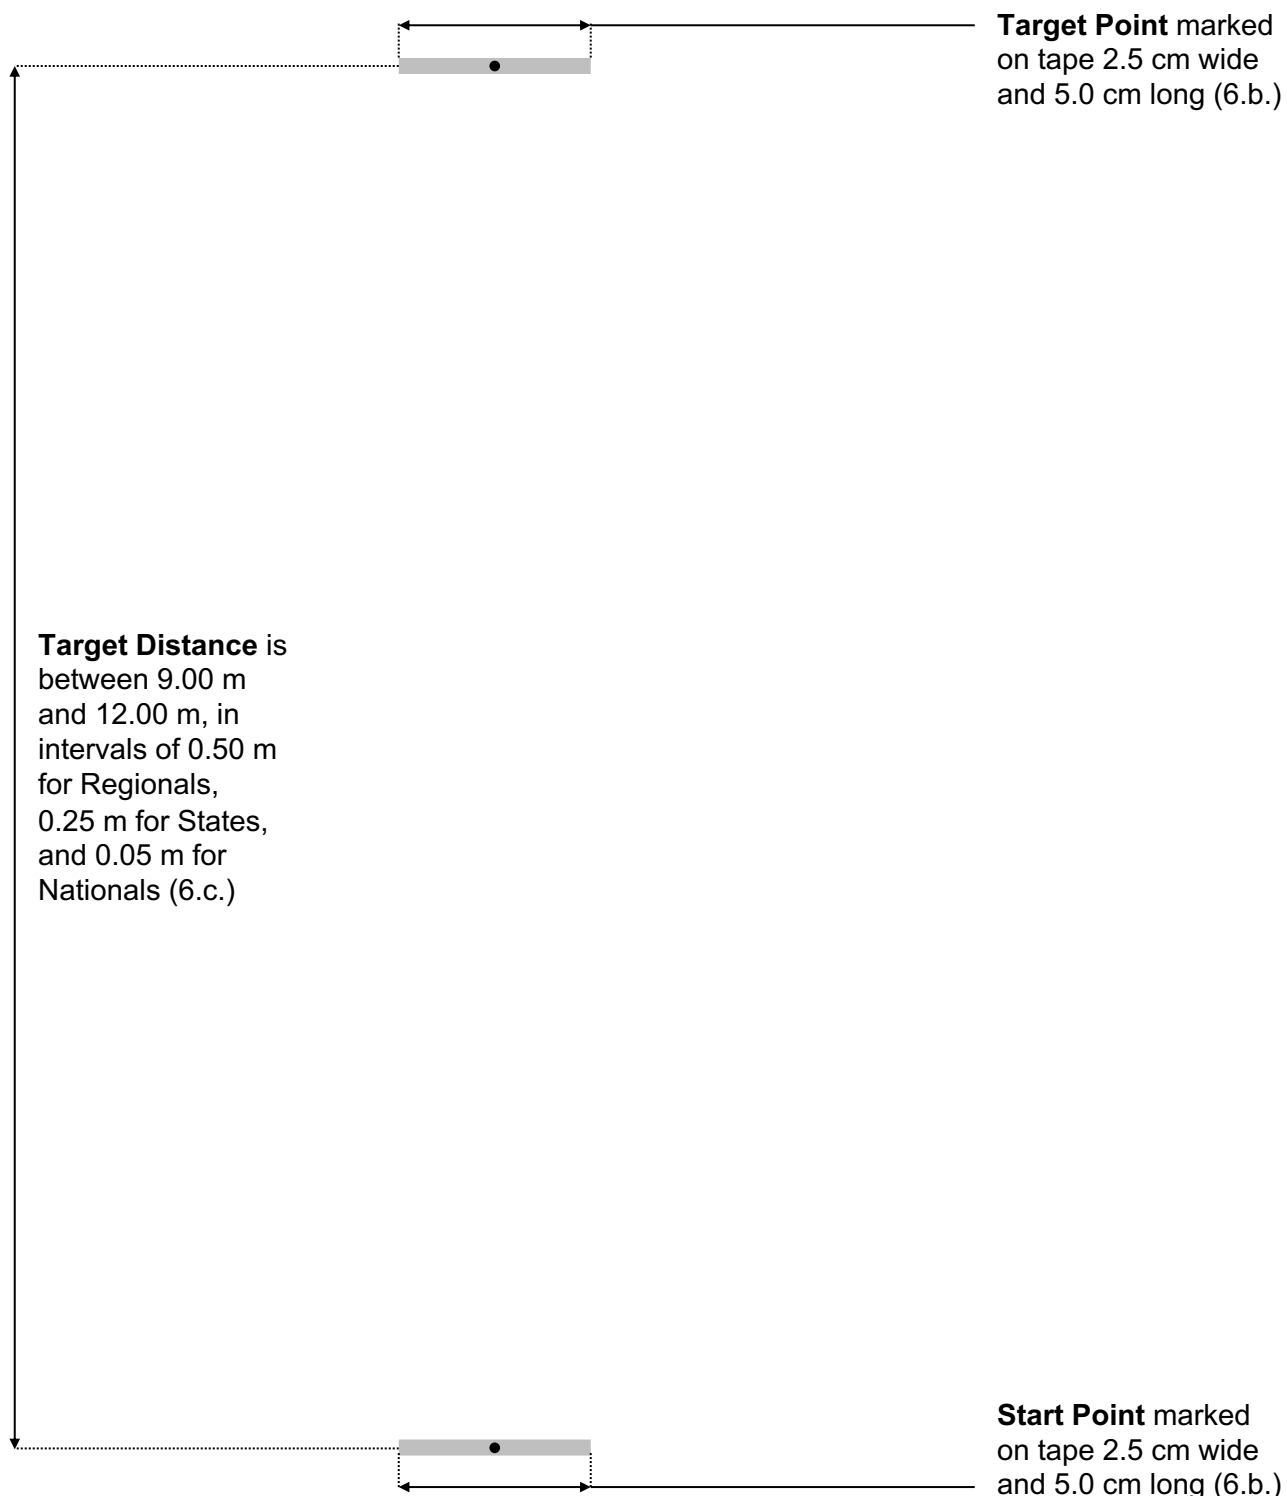 Target Point marked
on tape 2.5 cm wide
and 5.0 cm long (6.b.)
Target Distance is
between 9.00 m
and 12.00 m, in
intervals of 0.50 m
for Regionals,
0.25 m for States,
and 0.05 m for
Nationals (6.c.)
Start Point marked
on tape 2.5 cm wide
and 5.0 cm long (6.b.)